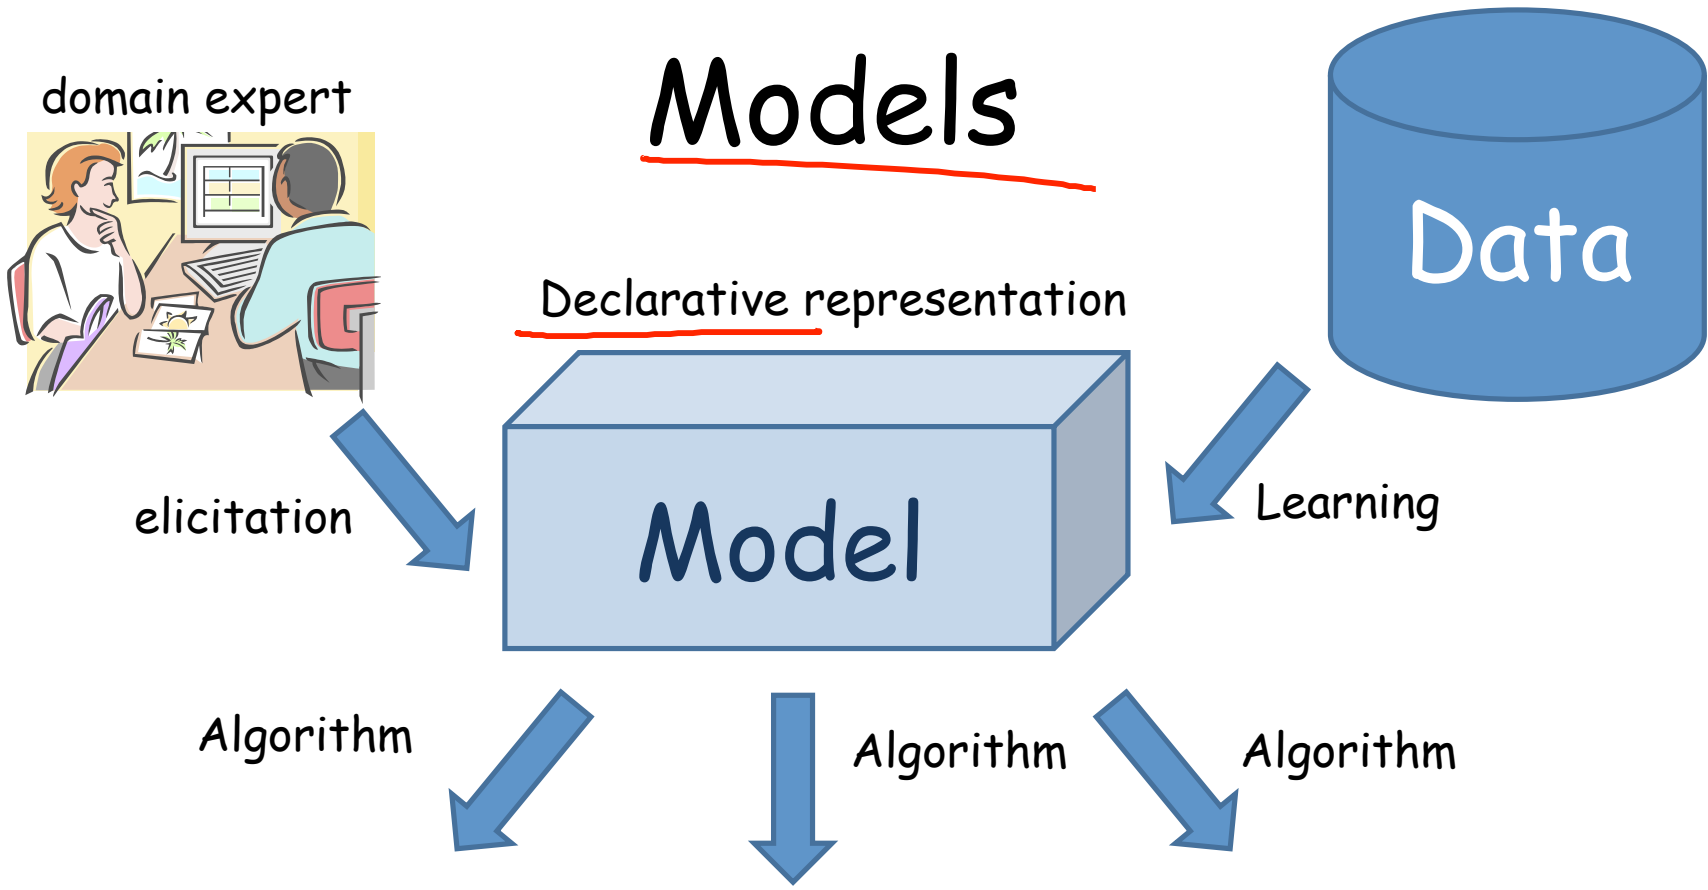 Models
domain expert
Data
Declarative representation
Model
elicitation
Learning
Algorithm
Algorithm
Algorithm